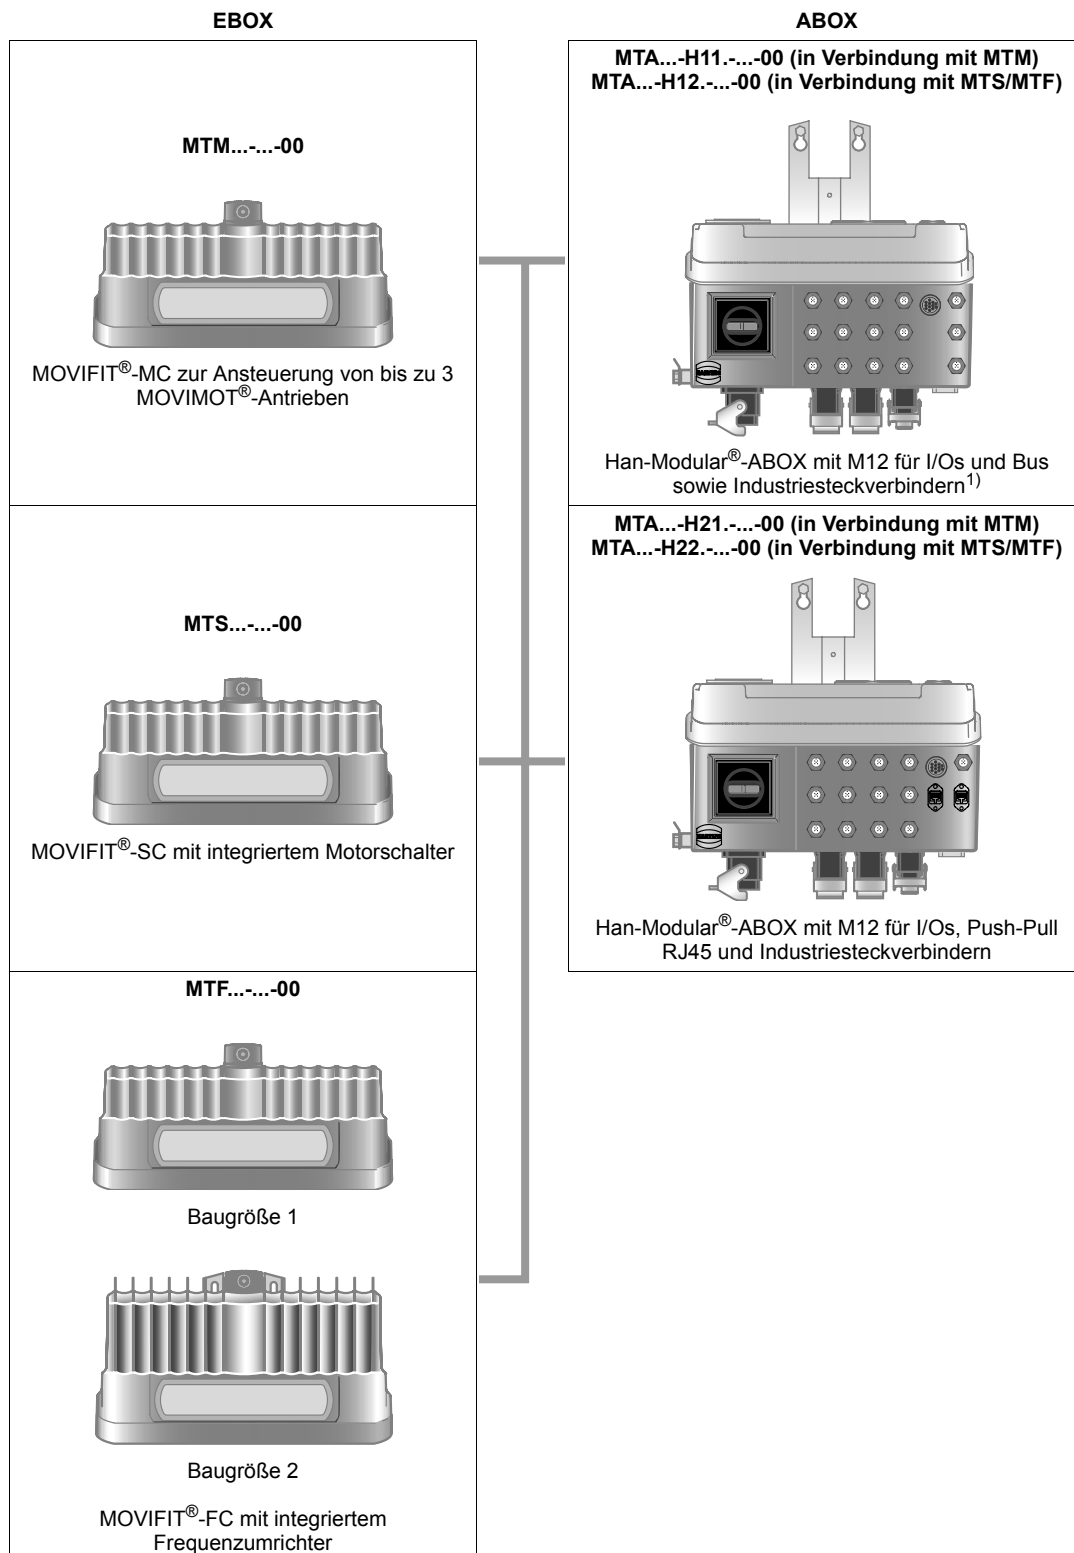 EBOX
ABOX
MTM...-...-00
MOVIFIT®-MC zur Ansteuerung von bis zu 3
MOVIMOT®-Antrieben
MTS...-...-00
MOVIFIT®-SC mit integriertem Motorschalter
MTF...-...-00
Baugröße 1
Baugröße 2
MOVIFIT®-FC mit integriertem
Frequenzumrichter
MTA...-H11.-...-00 (in Verbindung mit MTM)
MTA...-H12.-...-00 (in Verbindung mit MTS/MTF)
Han-Modular®-ABOX mit M12 für I/Os und Bus
sowie Industriesteckverbindern1)
MTA...-H21.-...-00 (in Verbindung mit MTM)
MTA...-H22.-...-00 (in Verbindung mit MTS/MTF)
Han-Modular®-ABOX mit M12 für I/Os, Push-Pull
RJ45 und Industriesteckverbindern